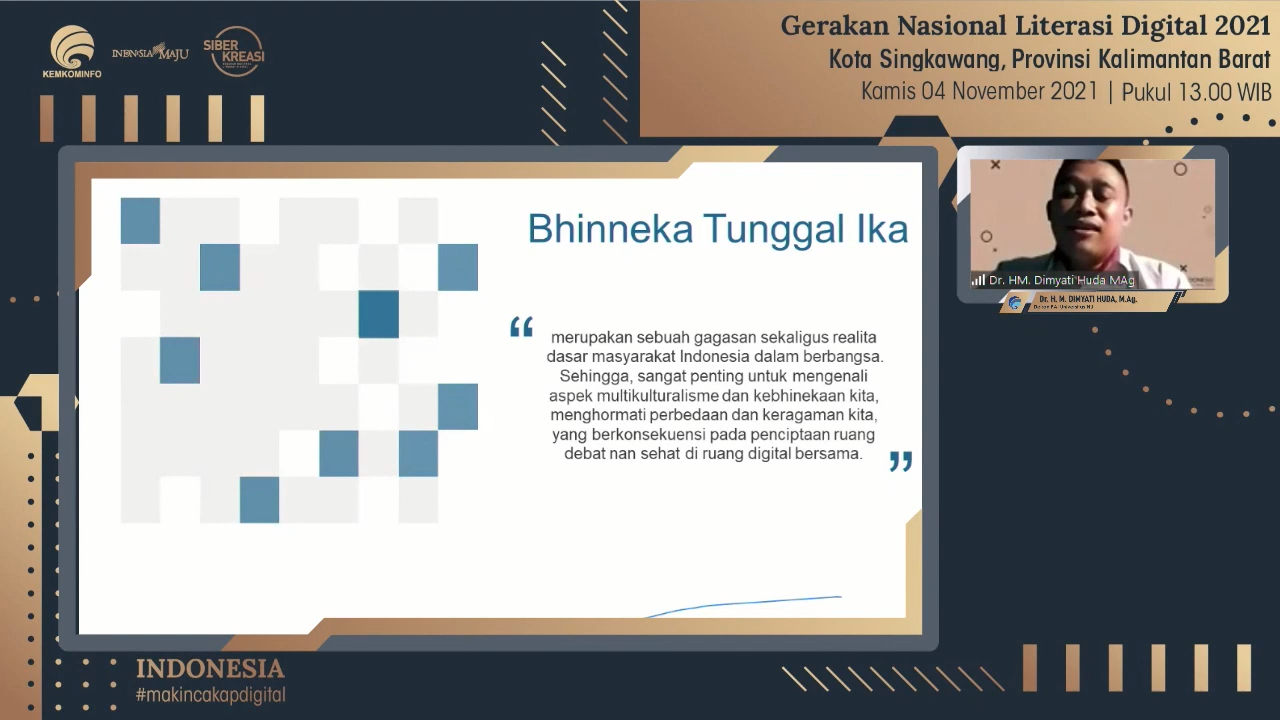 KEMKOMINFO
INDONESIA MAJU
SIBER
KREASI
Gerakan Nasional Literasi Digital 2021
Kota Singkawang, Provinsi Kalimantan Barat
Kamis 04 November 2021 | Pukul 13.00 WIB
Bhinneka Tunggal Ika
“ merupakan sebuah gagasan sekaligus realita
dasar masyarakat Indonesia dalam berbangsa.
Sehingga, sangat penting untuk mengenali
aspek multikulturalisme dan kebhinekaan kita,
menghormati perbedaan dan keragaman kita,
yang berkonsekuensi pada penciptaan ruang
debat nan sehat di ruang digital bersama. ”
Dr. HM. Dimyati Huda MAg
Dr. H. M. DIMYATI HUDA, M.Ag.
INDONESIA
#makincakapdigital